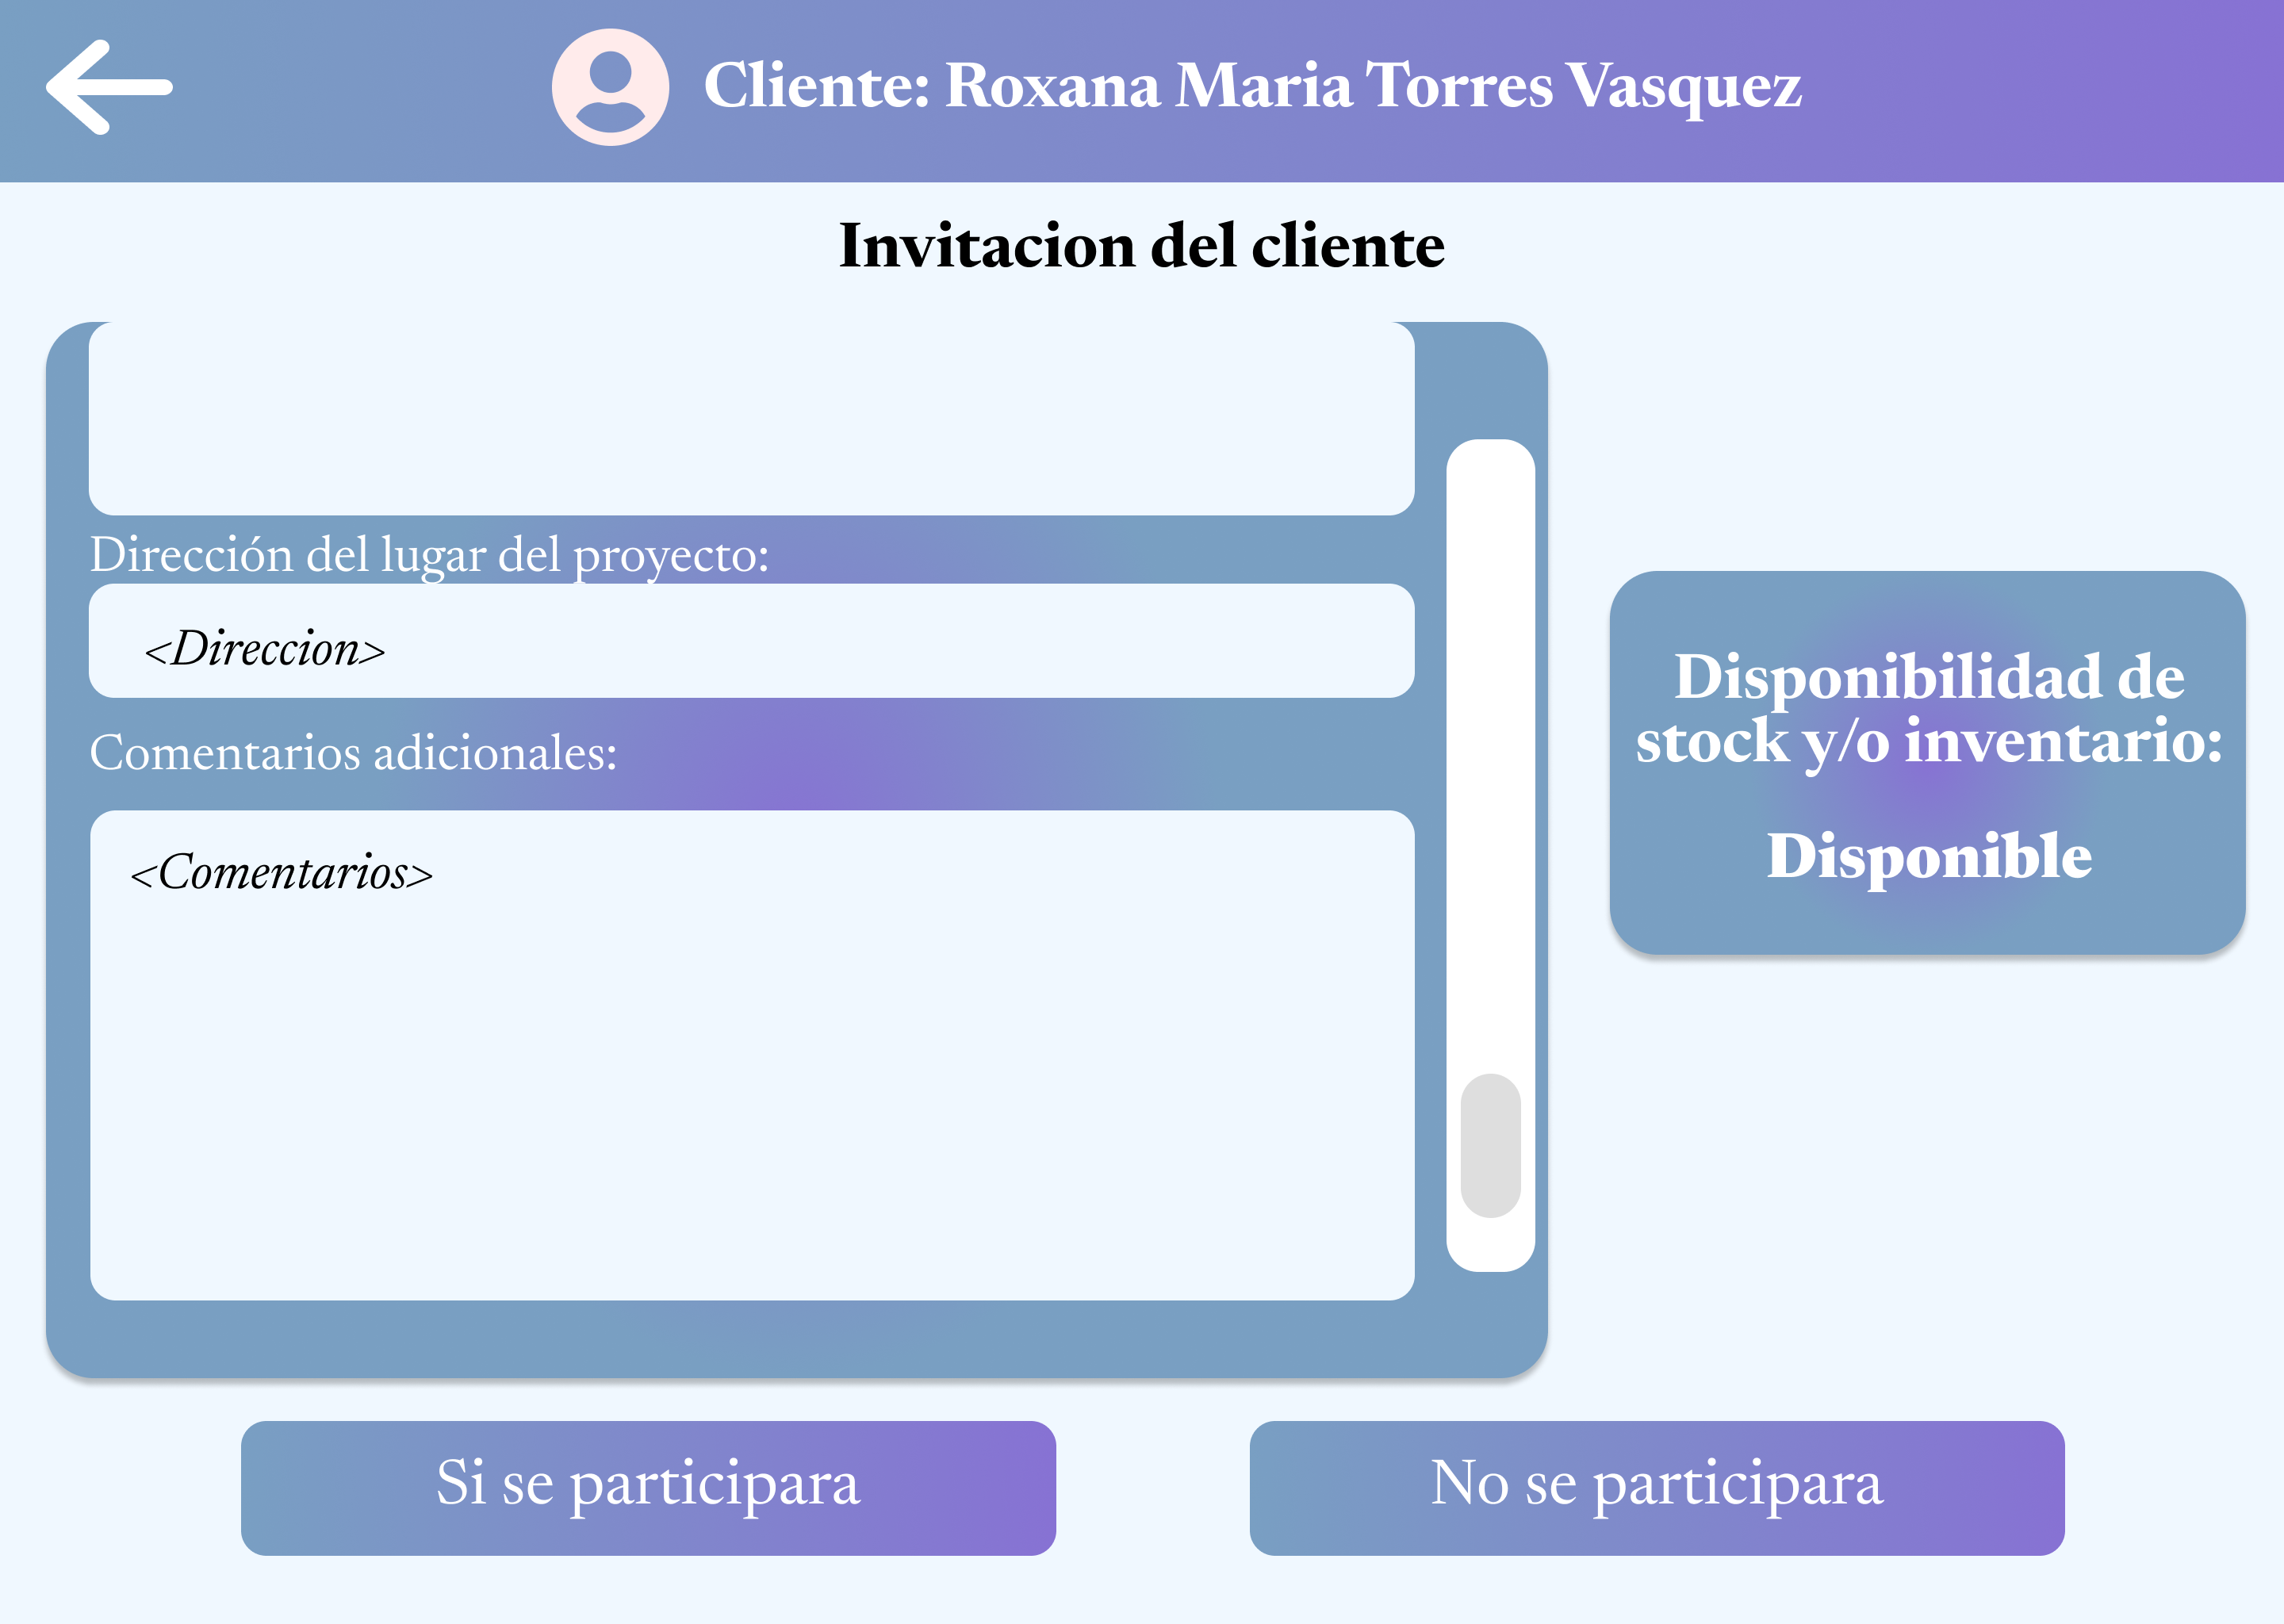 Cliente: Roxana Maria Torres Vasquez
Invitacion del cliente
Dirección del lugar del proyecto:
<Direccion>
Comentarios adicionales:
<Comentarios>
Disponibilidad de
stock y/o inventario:
Disponible
Si se participara
No se participara